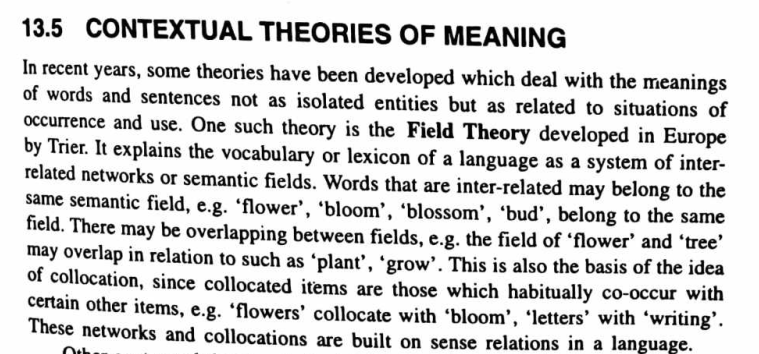 13.5 CONTEXTUAL THEORIES OF MEANING
In recent years, some theories have been developed which deal with the meanings
of words and sentences not as isolated entities but as related to situations of
occurrence and use. One such theory is the Field Theory developed in Europe
by Trier. It explains the vocabulary or lexicon of a language as a system of inter-
related networks or semantic fields. Words that are inter-related may belong to the
same semantic field, e.g. ‘flower’, ‘bloom’, ‘blossom’, ‘bud’, belong to the same
field. There may be overlapping between fields, e.g. the field of ‘flower’ and ‘tree’
may overlap in relation to such as ‘plant’, ‘grow’. This is also the basis of the idea
of collocation, since collocated items are those which habitually co-occur with
certain other items, e.g. ‘flowers’ collocate with ‘bloom’, ‘letters’ with ‘writing’.
These networks and collocations are built on sense relations in a language.